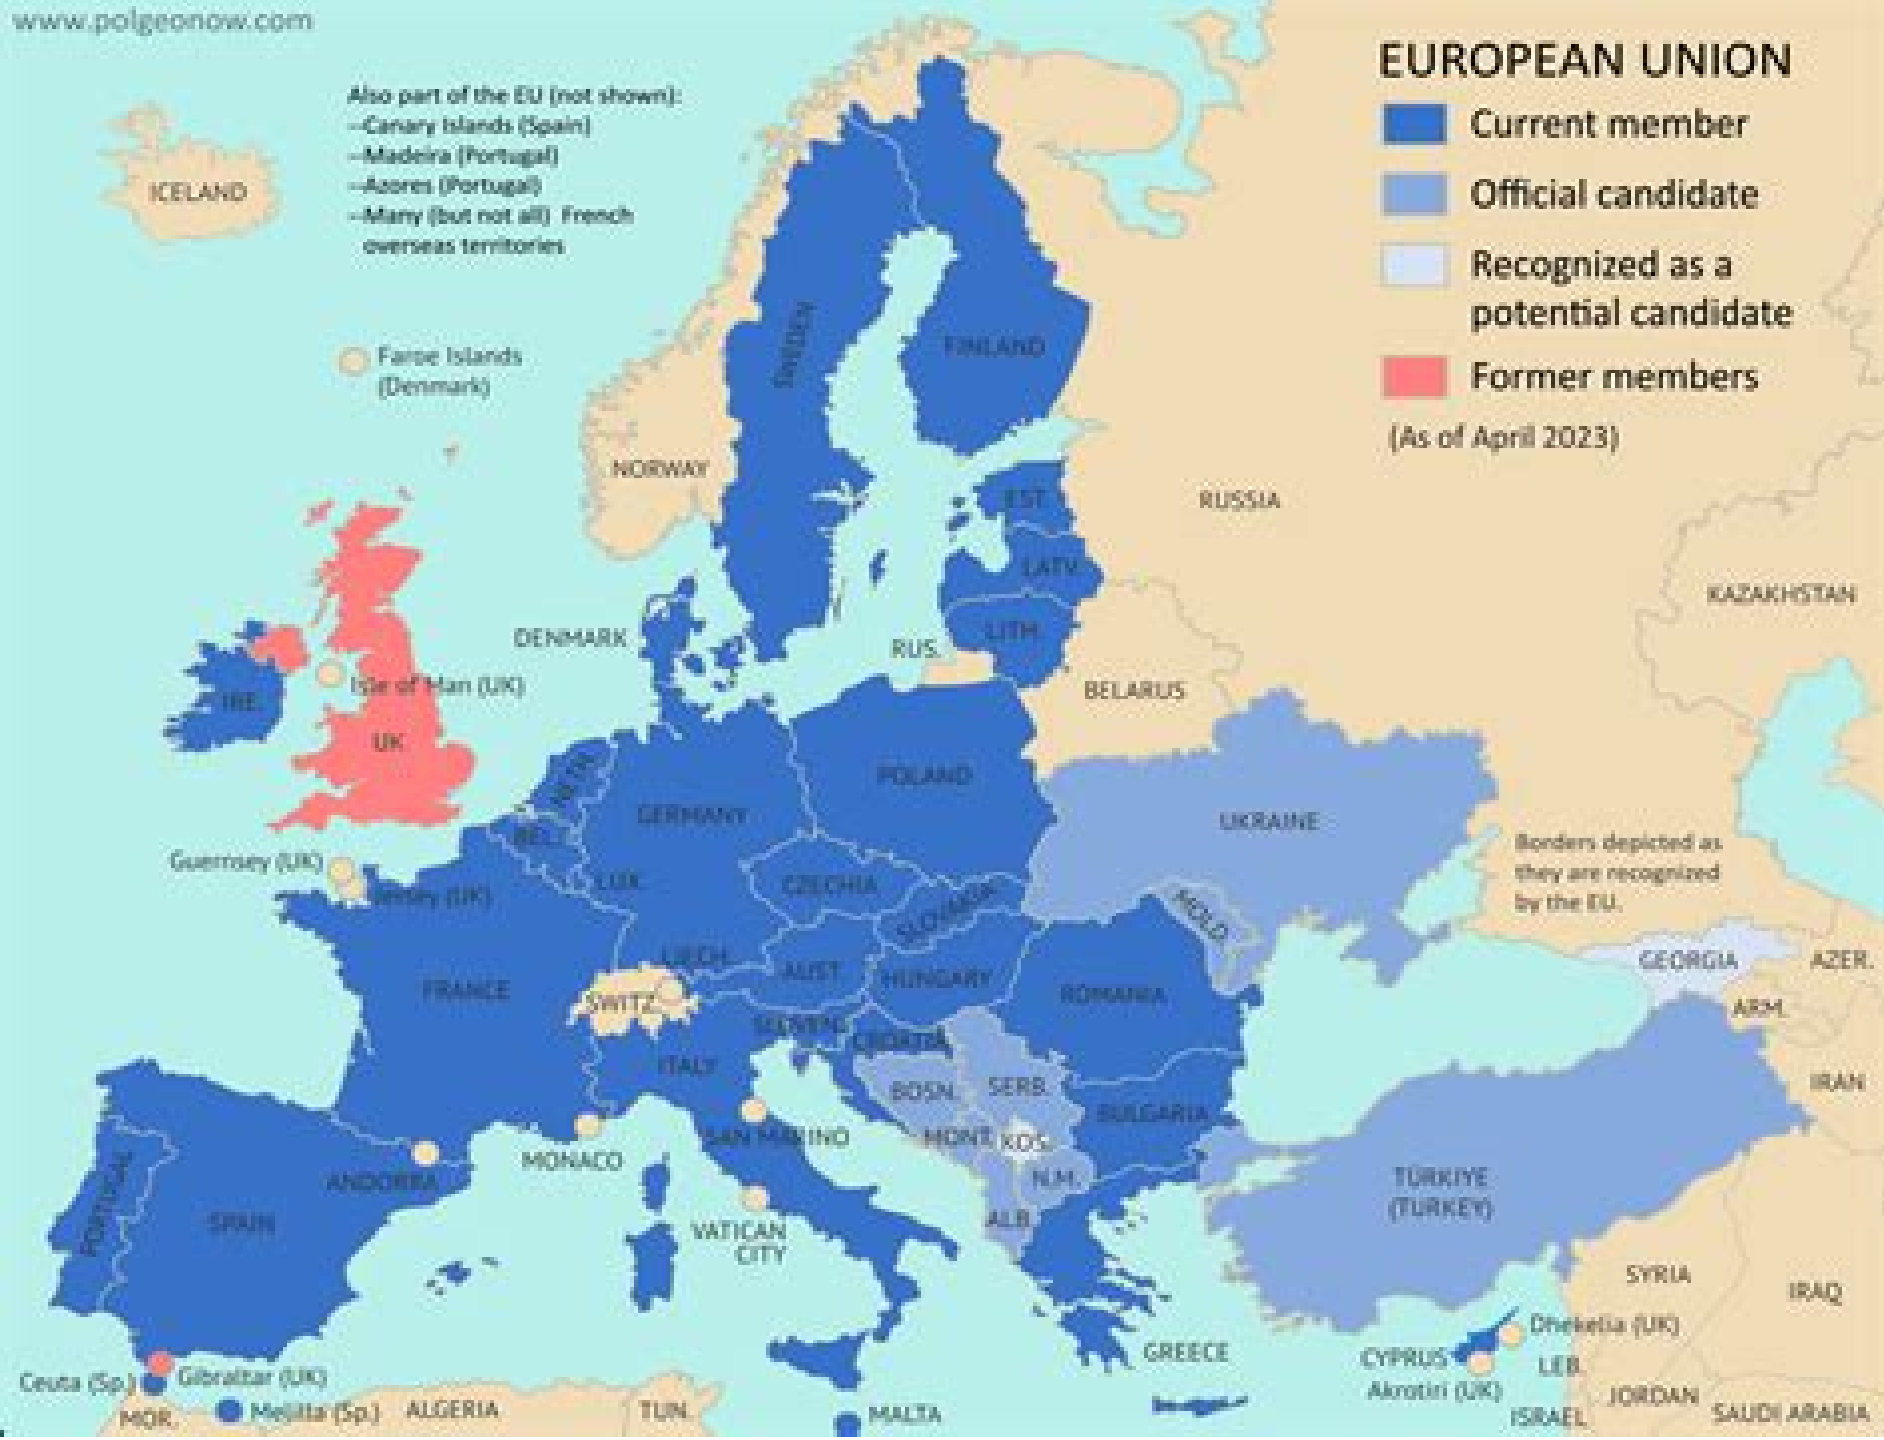 www.polgeonow.com
EUROPEAN UNION
Current member
Official candidate
Recognized as a
potential candidate
Former members
(As of April 2023)
Also part of the EU (not shown):
--Canary Islands (Spain)
--Madeira (Portugal)
--Azores (Portugal)
--Many (but not all) French
overseas territories
ICELAND
Faroe Islands
(Denmark)
SWEDEN
FINLAND
NORWAY
RUSSIA
EST.
LATV.
LITH.
KAZAKHSTAN
DENMARK
RUS.
BELARUS
Isle of Man (UK)
IRE.
UK
NETH.
POLAND
GERMANY
UKRAINE
BEL.
Borders depicted as
they are recognized
by the EU.
Guernsey (UK)
Jersey (UK)
LUX.
CZECHIA
SLOVAKIA
MOLD.
LIECH.
AUST.
HUNGARY
FRANCE
SWITZ.
ROMANIA
GEORGIA
AZER.
ARM.
SLOVEN.
CROATIA
ITALY
BOSN.
SERB.
BULGARIA
IRAN
SAN MARINO
MONT.
KOS.
MONACO
ANDORRA
PORTUGAL
SPAIN
N.M.
ALB.
TÜRKIYE
(TURKEY)
VATICAN
CITY
SYRIA
IRAQ
GREECE
Dhekelia (UK)
CYPRUS
LEB.
Akrotiri (UK)
Ceuta (Sp.)
Gibraltar (UK)
MOR.
Melilla (Sp.)
ALGERIA
TUN.
MALTA
JORDAN
ISRAEL
SAUDI ARABIA